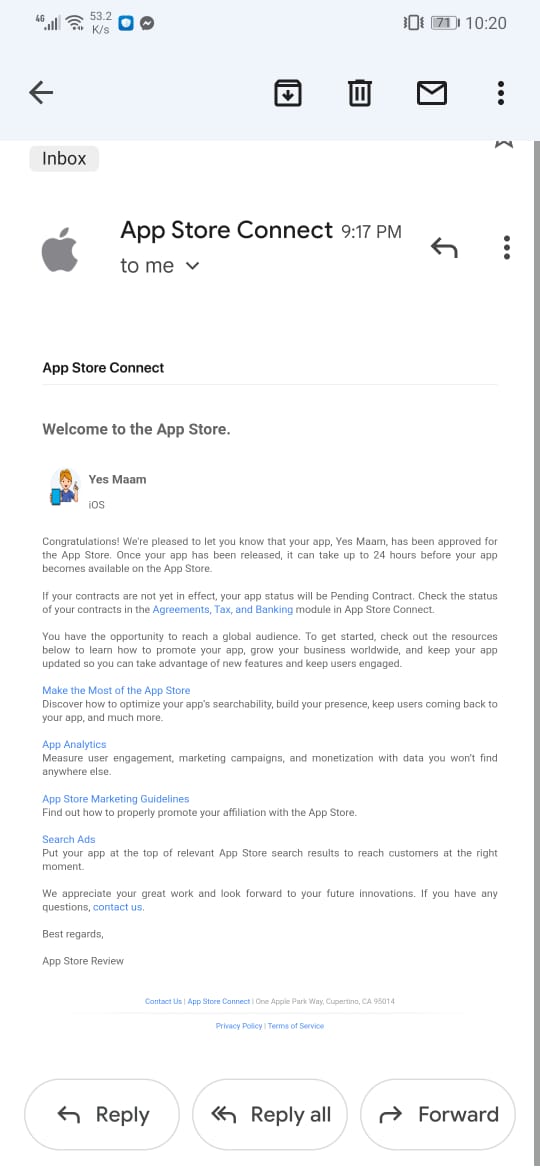 4G 53.2 K/s 71 10:20
Inbox
App Store Connect 9:17 PM
to me
App Store Connect
Welcome to the App Store.
Yes Maam
iOS
Congratulations! We're pleased to let you know that your app, Yes Maam, has been approved for
the App Store. Once your app has been released, it can take up to 24 hours before your app
becomes available on the App Store.
If your contracts are not yet in effect, your app status will be Pending Contract. Check the status
of your contracts in the Agreements, Tax, and Banking module in App Store Connect.
You have the opportunity to reach a global audience. To get started, check out the resources
below to learn how to promote your app, grow your business worldwide, and keep your app
updated so you can take advantage of new features and keep users engaged.
Make the Most of the App Store
Discover how to optimize your app's searchability, build your presence, keep users coming back to
your app, and much more.
App Analytics
Measure user engagement, marketing campaigns, and monetization with data you won't find
anywhere else.
App Store Marketing Guidelines
Find out how to properly promote your affiliation with the App Store.
Search Ads
Put your app at the top of relevant App Store search results to reach customers at the right
moment.
We appreciate your great work and look forward to your future innovations. If you have any
questions, contact us.
Best regards,
App Store Review
Contact Us | App Store Connect | One Apple Park Way, Cupertino, CA 95014
Privacy Policy | Terms of Service
Reply Reply all Forward